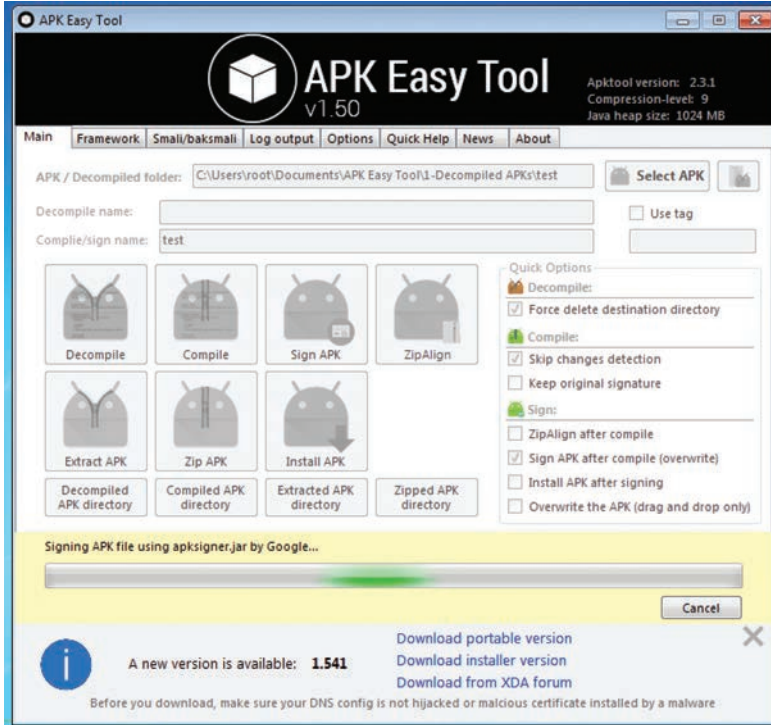 APK Easy Tool
APK Easy Tool
v1.50
Apktool version: 2.3.1
Compression-level: 9
Java heap size: 1024 MB
Main Framework Smali/baksmali Log output Options Quick Help News About
APK / Decompiled folder: C:\Users\root\Documents\APK Easy Tool\1-Decompiled APKs\test Select APK
Decompile name: Use tag
Complie/sign name: test
Quick Options
Decompile:
Force delete destination directory
Compile:
Skip changes detection
Keep original signature
Sign:
ZipAlign after compile
Sign APK after compile (overwrite)
Install APK after signing
Overwrite the APK (drag and drop only)
Decompile Compile Sign APK ZipAlign
Extract APK Zip APK Install APK
Decompiled APK directory
Compiled APK directory
Extracted APK directory
Zipped APK directory
Signing APK file using apksigner.jar by Google...
Cancel
A new version is available: 1.541
Download portable version
Download installer version
Download from XDA forum
Before you download, make sure your DNS config is not hijacked or malicious certificate installed by a malware